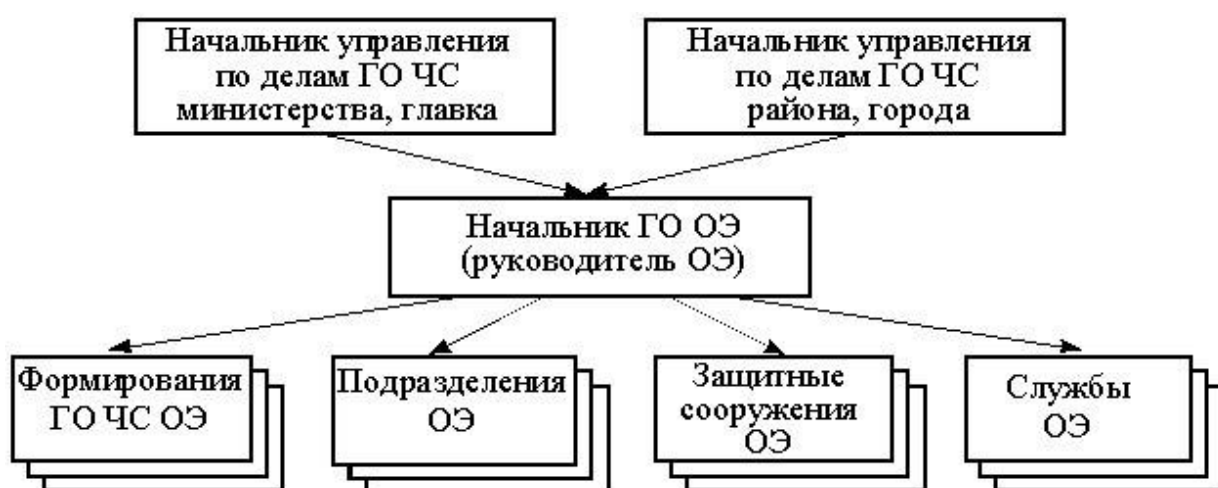 Начальник управления
по делам ГО ЧС
министерства, главка
Начальник управления
по делам ГО ЧС
района, города
Начальник ГО ОЭ
(руководитель ОЭ)
Формирования
ГО ЧС ОЭ
Подразделения
ОЭ
Защитные
сооружения
ОЭ
Службы
ОЭ